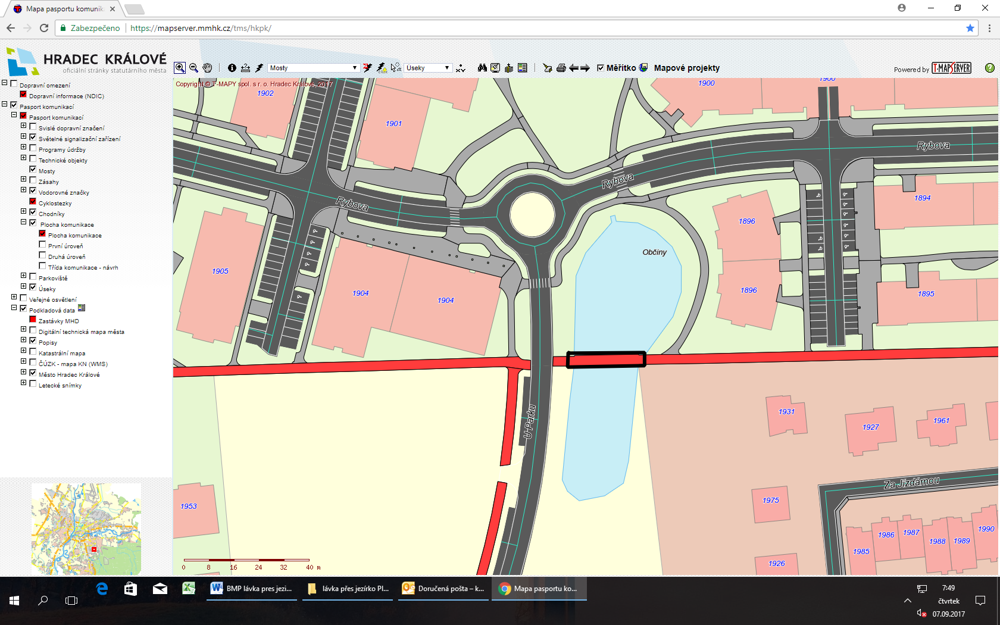 Mapa pasportu komunik
Zabezpečeno https://mapserver.mmhk.cz/tms/hkpk/
HRADEC KRÁLOVÉ
oficiální stránky statutárního města
Mosty
Úseky
Měřítko
Mapové projekty
Powered by T-MAPSERVER
Copyright © T-MAPY spol. s r. o. Hradec Králové, 2017
Dopravní omezení
Dopravní informace (NDIC)
Pasport komunikací
Pasport komunikací
Svislé dopravní značení
Světelné signalizační zařízení
Programy údržby
Technické objekty
Mosty
Zásahy
Vodorovné značky
Cyklostezky
Chodníky
Plocha komunikace
Plocha komunikace
První úroveň
Druhá úroveň
Třída komunikace - návrh
Parkoviště
Úseky
Veřejné osvětlení
Podkladová data
Zastávky MHD
Digitální technická mapa města
Popisy
Katastrální mapa
ČÚZK - mapa KN (WMS)
Město Hradec Králové
Letecké snímky
1902
1901
1900
1900
Rybova
Rybova
Rybova
1894
1896
Občiny
1905
1904
1904
1896
1895
U Parku
1931
1927
1961
Za Jízdárnou
1953
1975
1990
1986
1987
1988
1989
1985
1926
0 8 16 24 32 40 m
BMP lávka pres jezi...
lávka přes jezírko Pl...
Doručená pošta – k...
Mapa pasportu ko...
7:49
čtvrtek
07.09.2017